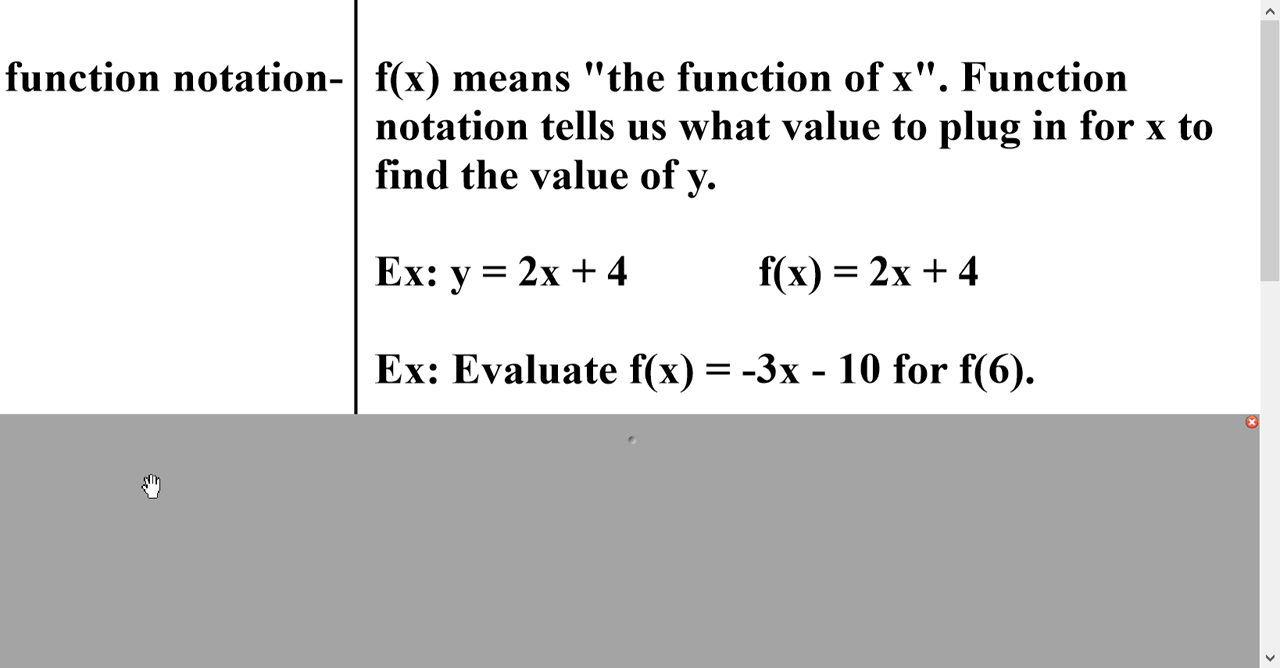 function notation-
f(x) means "the function of x". Function
notation tells us what value to plug in for x to
find the value of y.
Ex: y = 2x + 4 f(x) = 2x + 4
Ex: Evaluate f(x) = -3x - 10 for f(6).